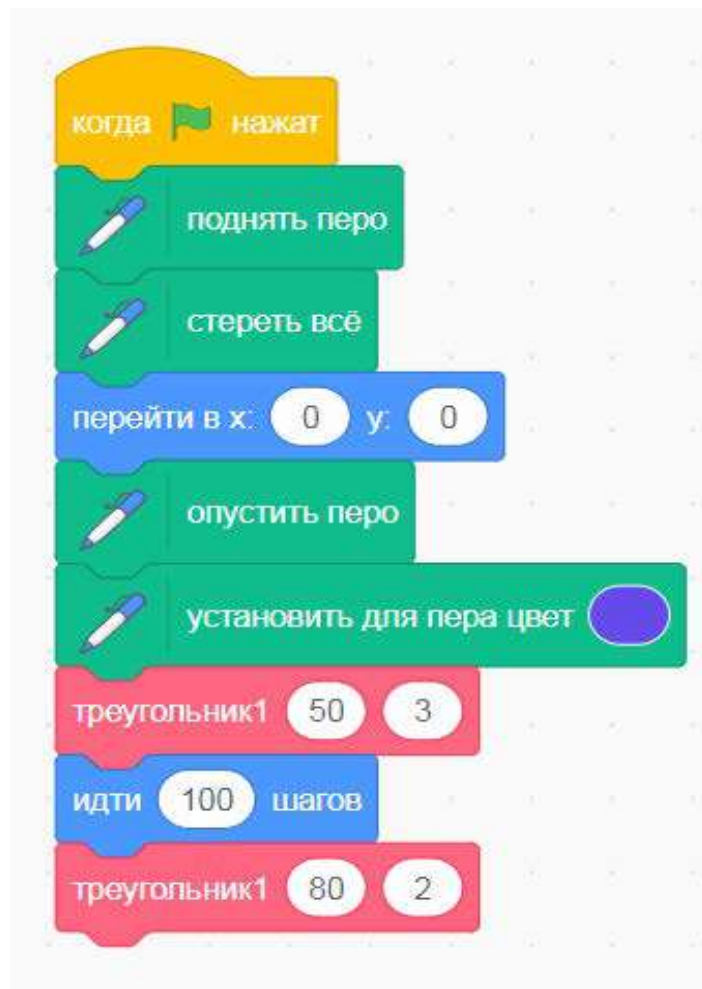 когда нажат
поднять перо
стереть всё
перейти в x: 0 y: 0
опустить перо
установить для пера цвет
треугольник1 50 3
идти 100 шагов
треугольник1 80 2